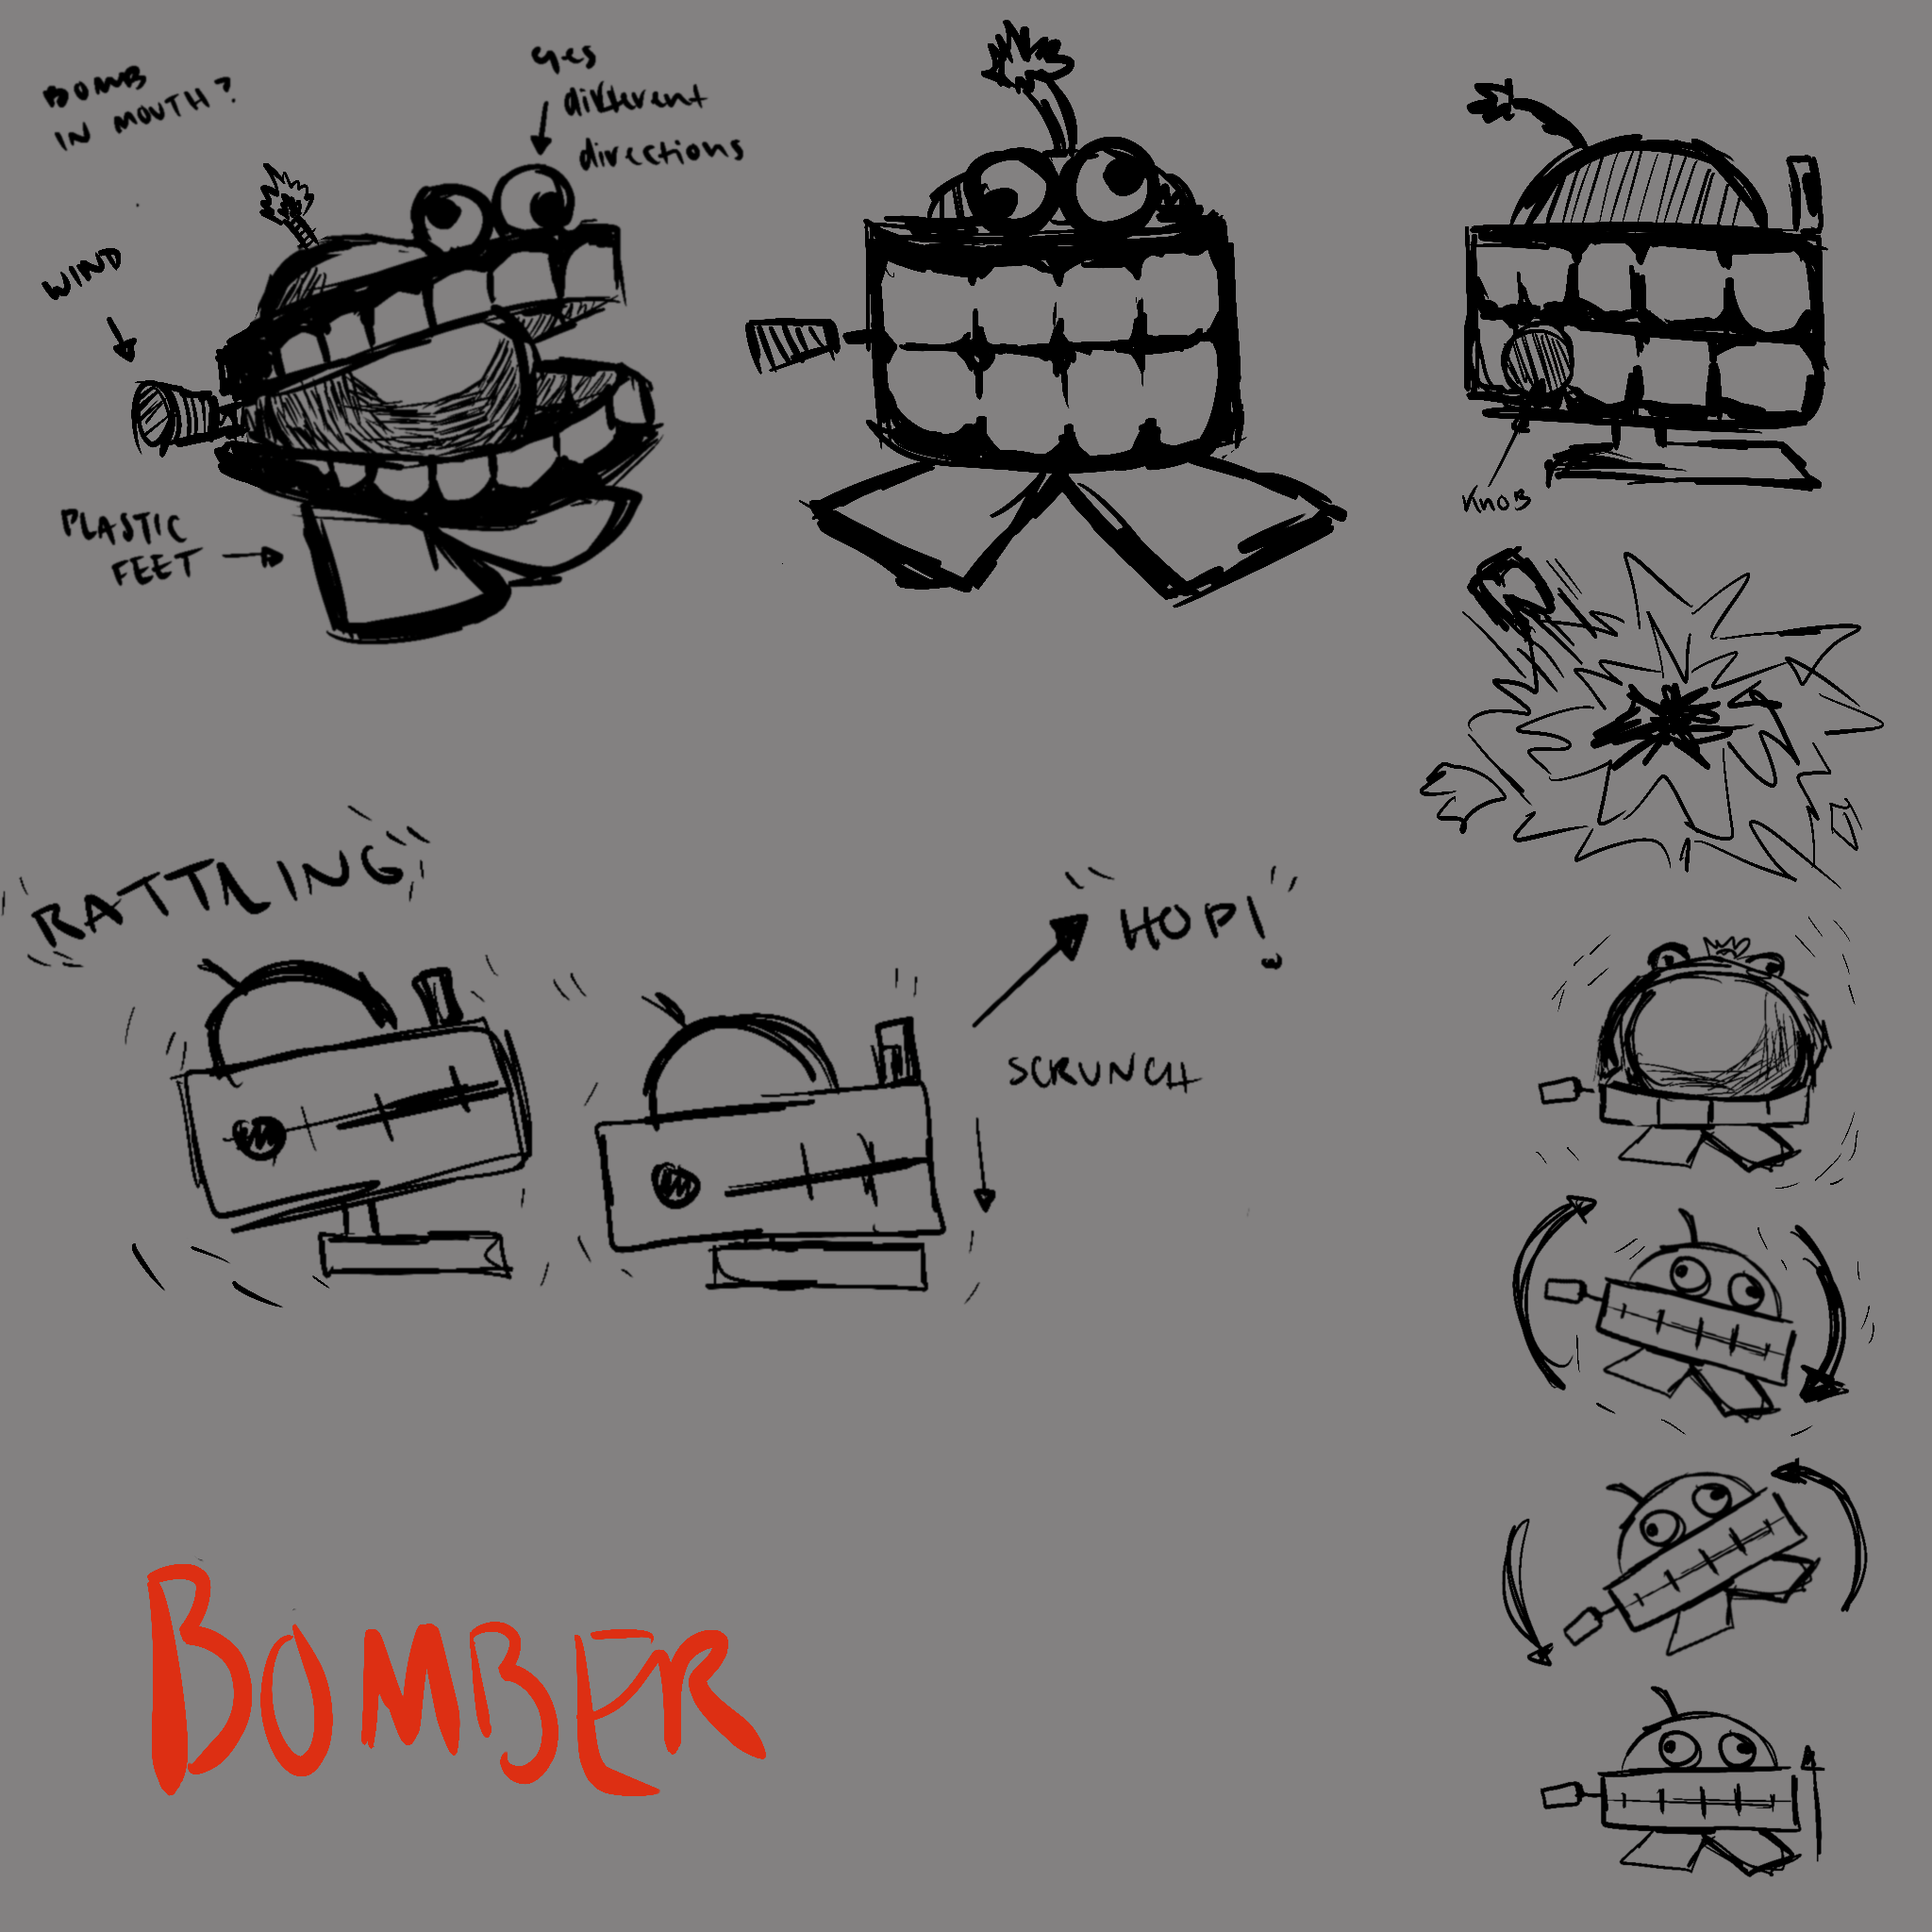 BOMB
IN MOUTH?
eyes
different
directions
WIND
PLASTIC
FEET
KNOB
RATTLING
HOP!
SCRUNCH
BOMBER